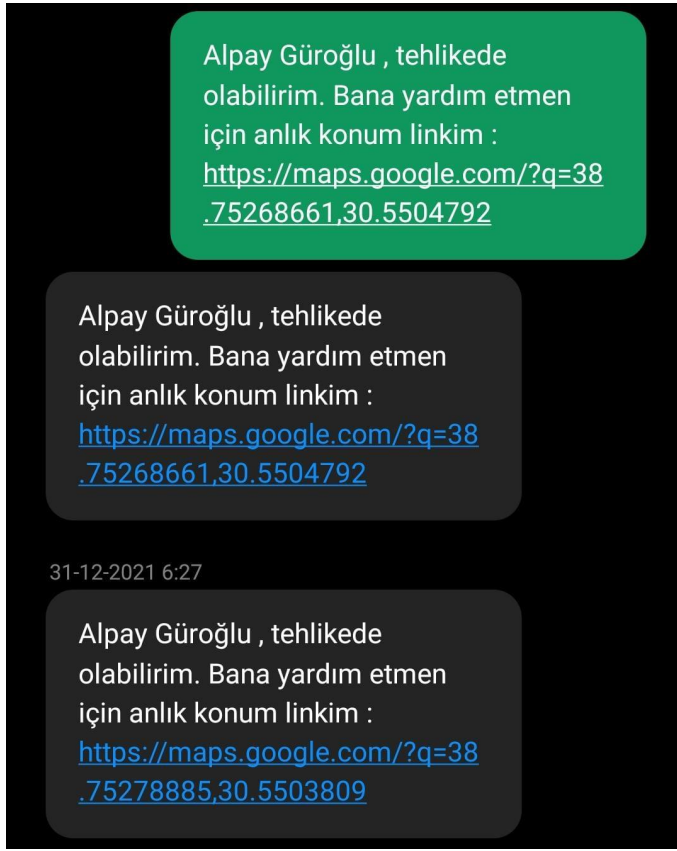 Alpay Güroğlu , tehlikede
olabilirim. Bana yardım etmen
için anlık konum linkim :
https://maps.google.com/?q=38
.75268661,30.5504792
Alpay Güroğlu , tehlikede
olabilirim. Bana yardım etmen
için anlık konum linkim :
https://maps.google.com/?q=38
.75268661,30.5504792
31-12-2021 6:27
Alpay Güroğlu , tehlikede
olabilirim. Bana yardım etmen
için anlık konum linkim :
https://maps.google.com/?q=38
.75278885,30.5503809